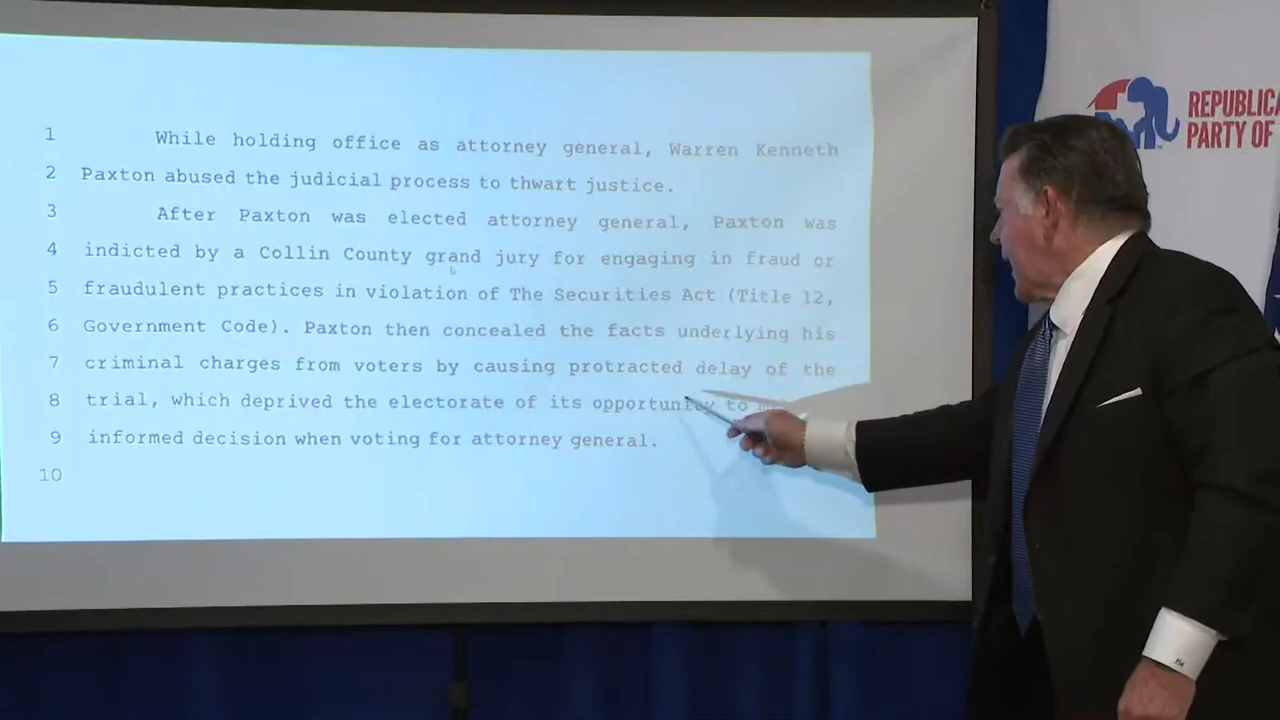 1 While holding office as attorney general, Warren Kenneth
2 Paxton abused the judicial process to thwart justice.
3 After Paxton was elected attorney general, Paxton was
4 indicted by a Collin County grand jury for engaging in fraud or
5 fraudulent practices in violation of The Securities Act (Title 12,
6 Government Code). Paxton then concealed the facts underlying his
7 criminal charges from voters by causing protracted delay of the
8 trial, which deprived the electorate of its opportunity to
9 informed decision when voting for attorney general.
10
REPUBLICA
PARTY OF